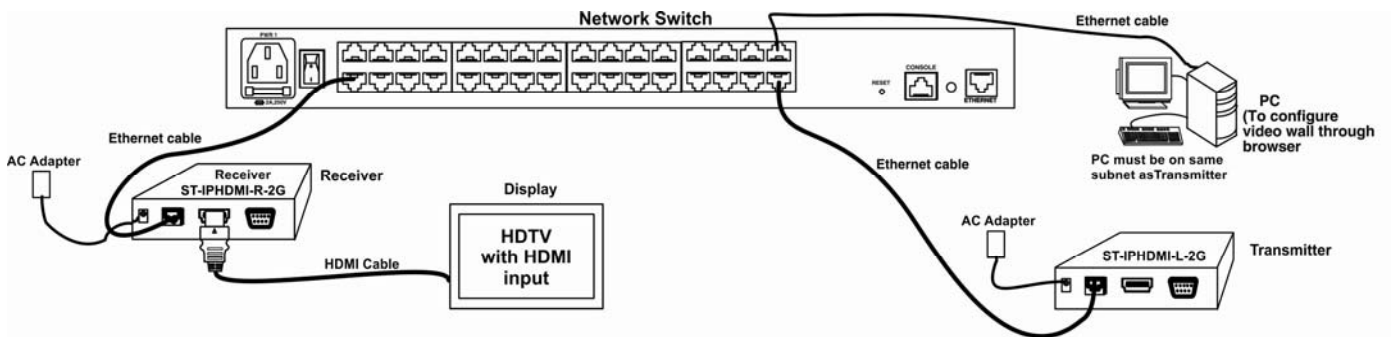 Network Switch
Ethernet cable
PWR 1
2A,250V
CONSOLE
RESET
ETHERNET
PC
(To configure
video wall through
browser
PC must be on same
subnet asTransmitter
Ethernet cable
AC Adapter
Receiver
ST-IPHDMI-R-2G
Receiver
Display
HDTV
with HDMI
input
HDMI Cable
Ethernet cable
AC Adapter
ST-IPHDMI-L-2G
Transmitter